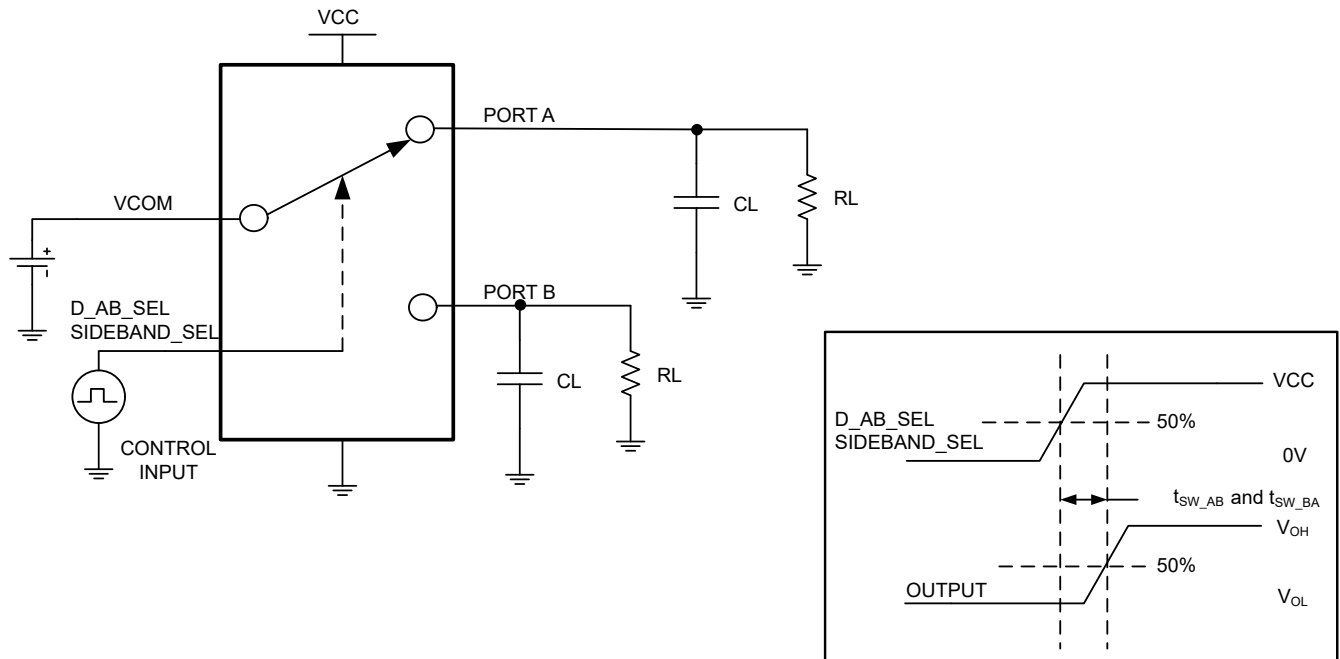 VCC
PORT A
CL
RL
VCOM
+
PORT B
D_AB_SEL
SIDEBAND_SEL
CL
RL
CONTROL
INPUT
VCC
D_AB_SEL
SIDEBAND_SEL
50%
0V
tSW_AB and tSW_BA
VOH
50%
OUTPUT
VOL